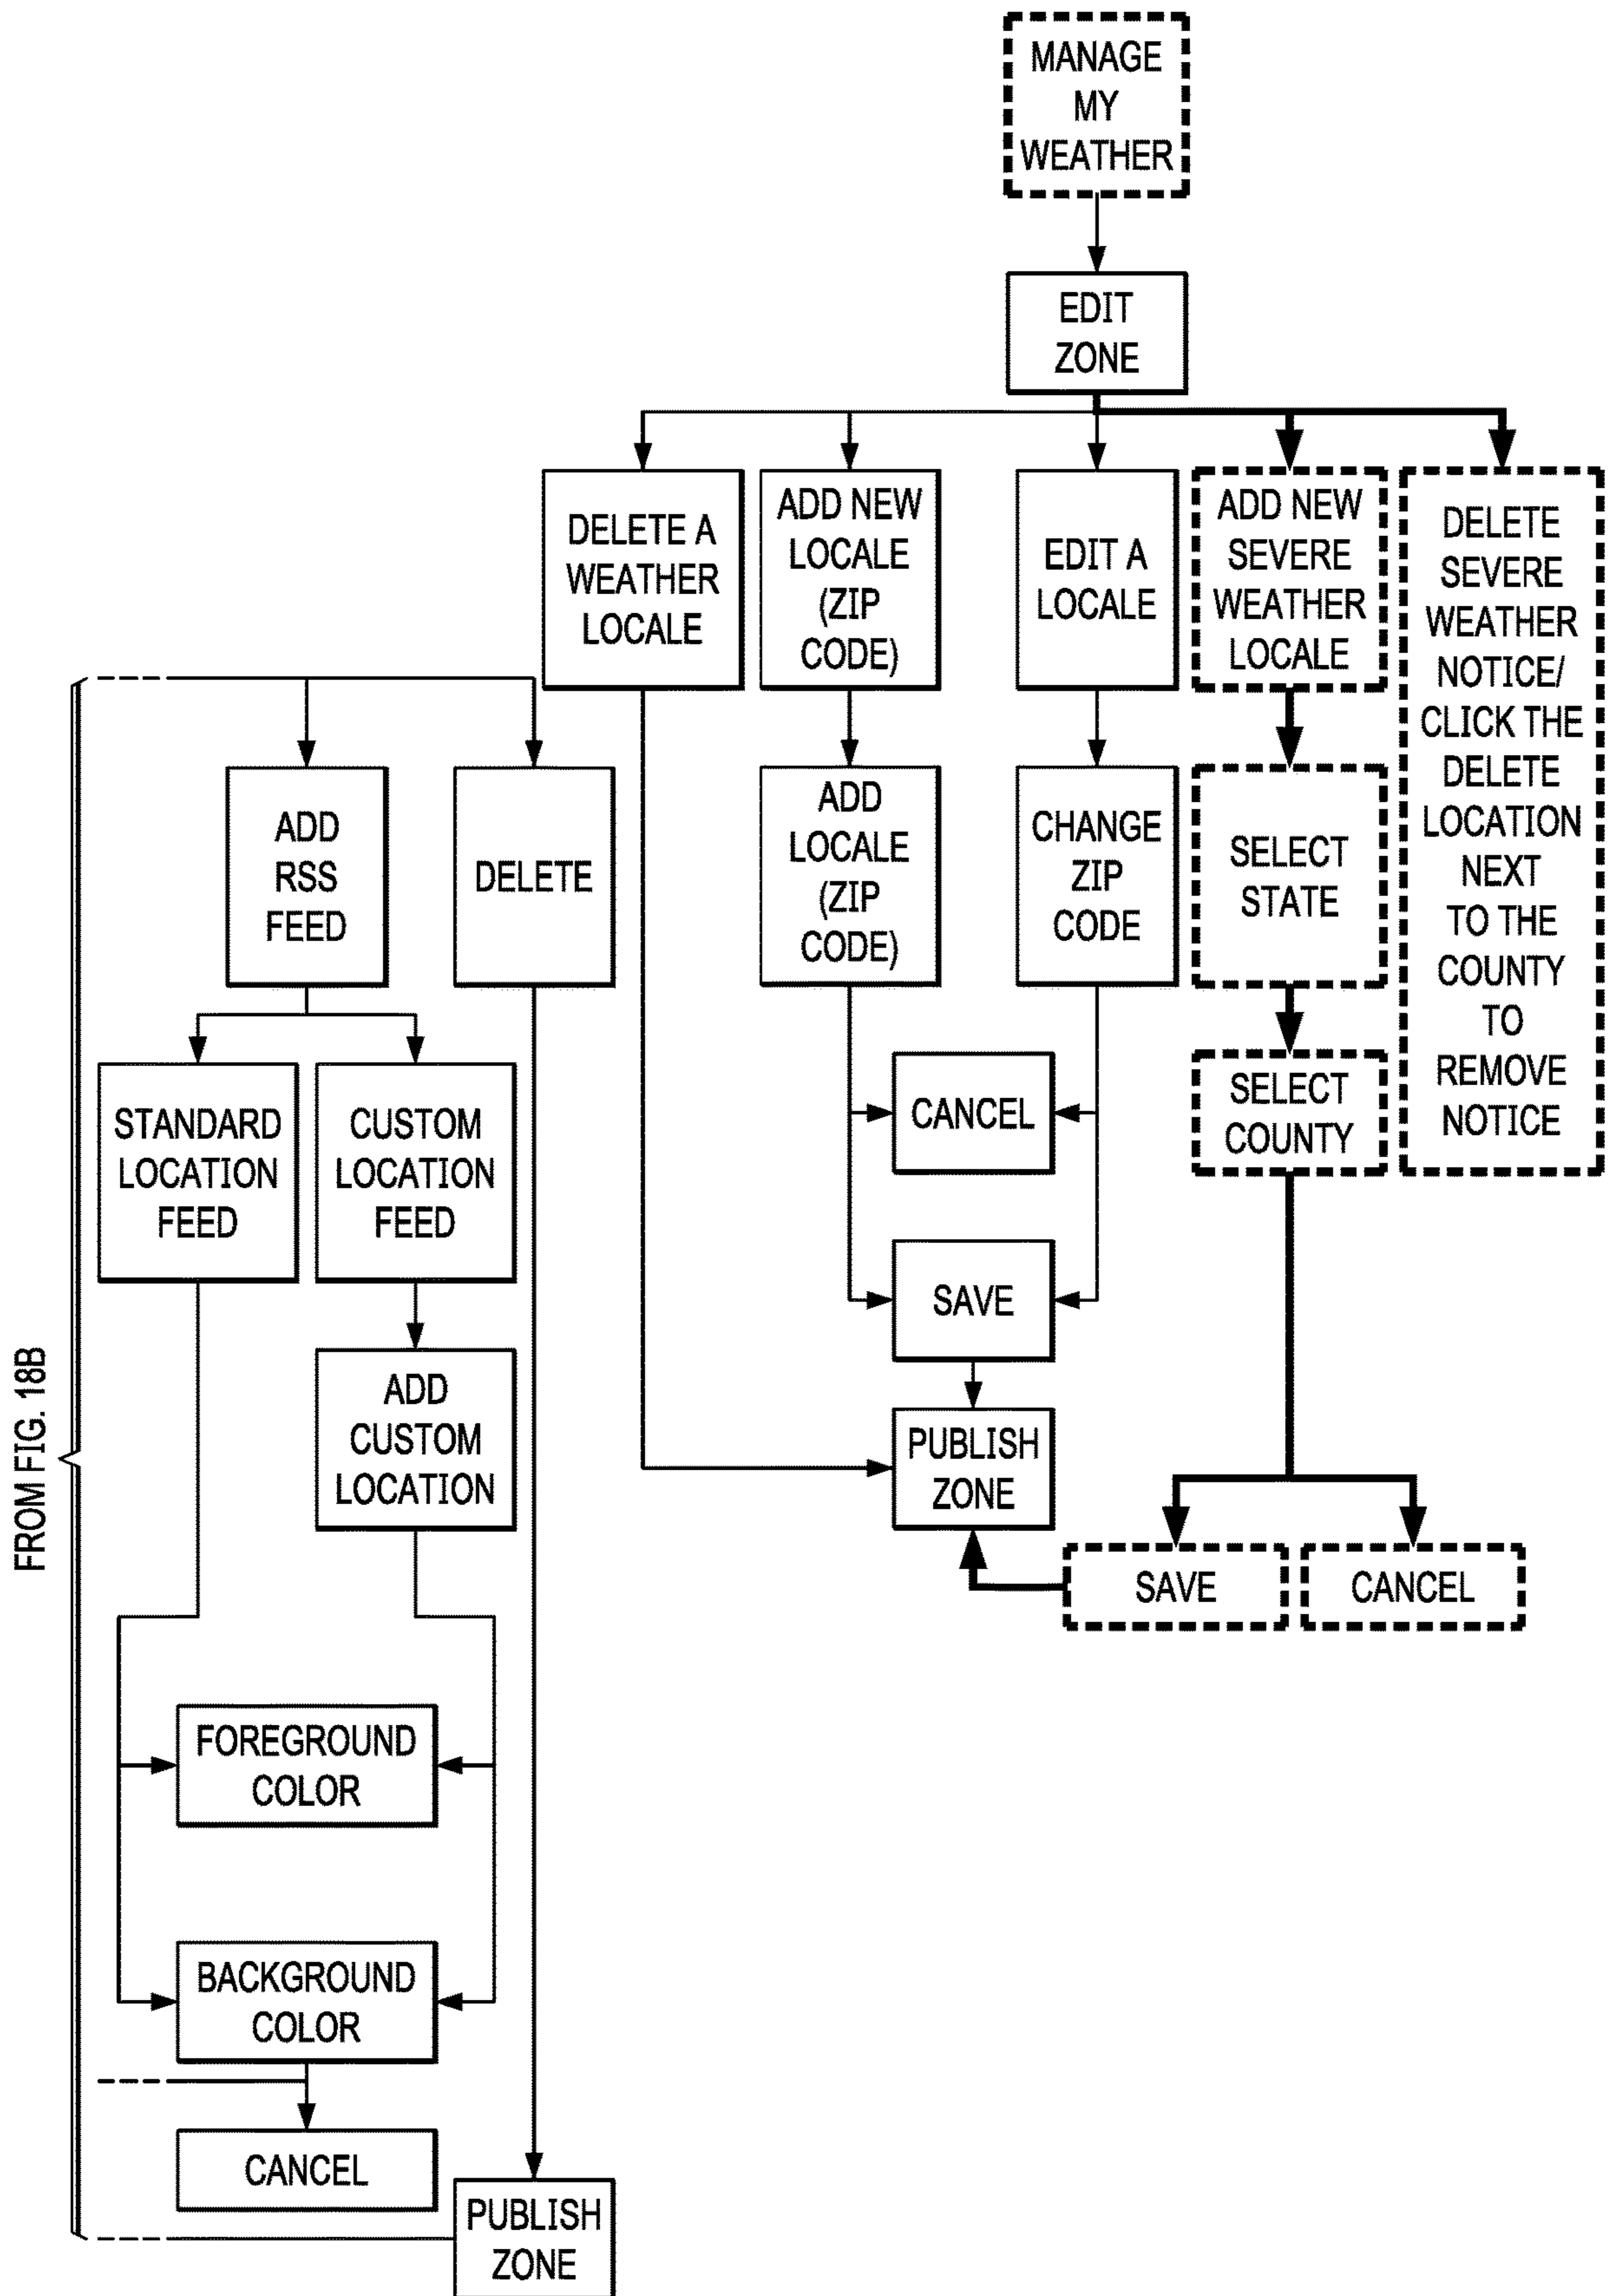 MANAGE
MY
WEATHER
EDIT
ZONE
DELETE A
WEATHER
LOCALE
ADD NEW
LOCALE
(ZIP
CODE)
EDIT A
LOCALE
ADD NEW
SEVERE
WEATHER
LOCALE
DELETE
SEVERE
WEATHER
NOTICE/
CLICK THE
DELETE
LOCATION
NEXT
TO THE
COUNTY
TO
REMOVE
NOTICE
ADD
RSS
FEED
DELETE
ADD
LOCALE
(ZIP
CODE)
CHANGE
ZIP
CODE
SELECT
STATE
STANDARD
LOCATION
FEED
CUSTOM
LOCATION
FEED
CANCEL
SELECT
COUNTY
SAVE
FROM FIG. 18B
ADD
CUSTOM
LOCATION
PUBLISH
ZONE
SAVE
CANCEL
FOREGROUND
COLOR
BACKGROUND
COLOR
CANCEL
PUBLISH
ZONE